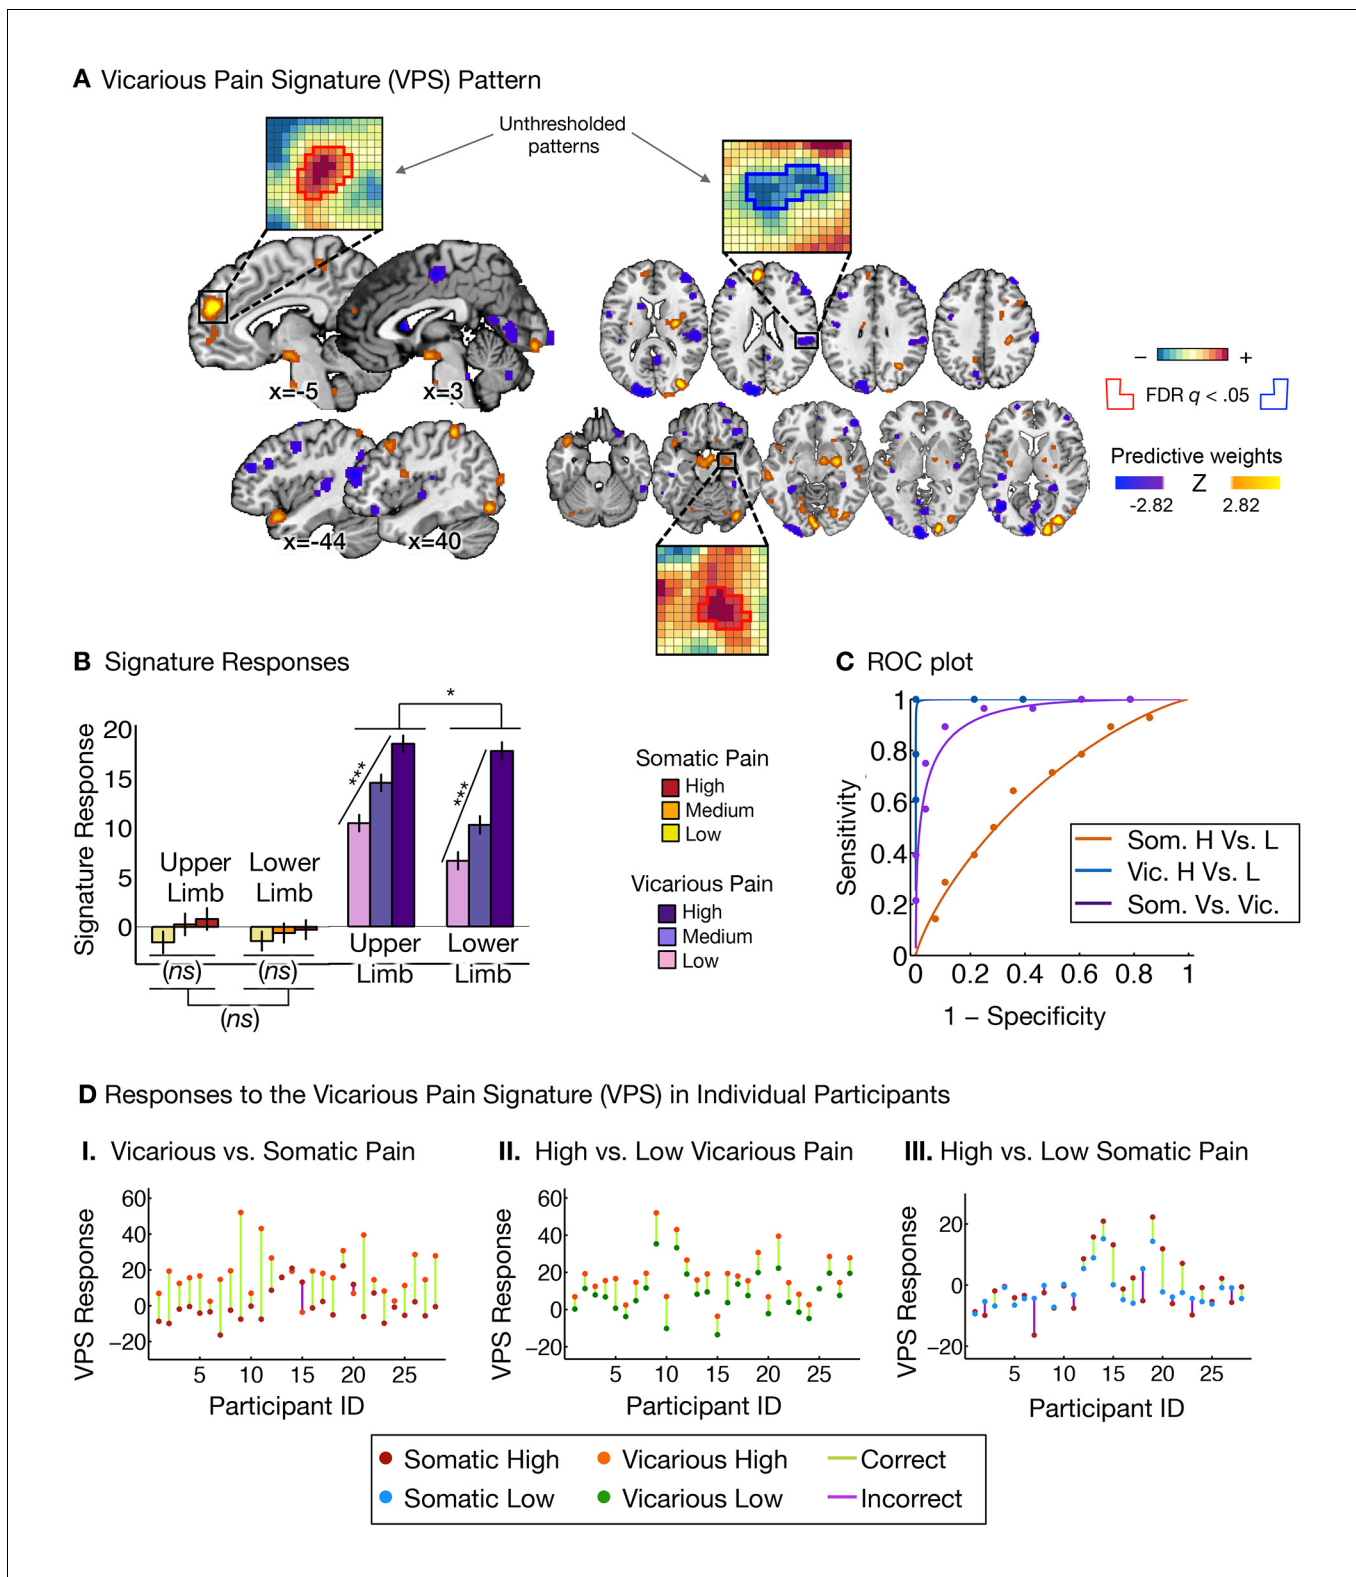 A Vicarious Pain Signature (VPS) Pattern
Unthresholded
patterns
x=-5
x=3
x=-44
x=40
− +
FDR q < .05
Predictive weights
Z
-2.82 2.82
B Signature Responses
Signature Response
20
15
10
5
0
Upper
Limb
Lower
Limb
(ns)
(ns)
(ns)
***
***
*
Upper
Limb
Lower
Limb
Somatic Pain
High
Medium
Low
Vicarious Pain
High
Medium
Low
C ROC plot
Sensitivity
1
0.8
0.6
0.4
0.2
0
0 0.2 0.4 0.6 0.8 1
1 − Specificity
Som. H Vs. L
Vic. H Vs. L
Som. Vs. Vic.
D Responses to the Vicarious Pain Signature (VPS) in Individual Participants
I. Vicarious vs. Somatic Pain
VPS Response
60
40
20
0
−20
5 10 15 20 25
Participant ID
II. High vs. Low Vicarious Pain
VPS Response
60
40
20
0
−20
5 10 15 20 25
Participant ID
III. High vs. Low Somatic Pain
VPS Response
20
0
−20
5 10 15 20 25
Participant ID
Somatic High
Vicarious High
Correct
Somatic Low
Vicarious Low
Incorrect